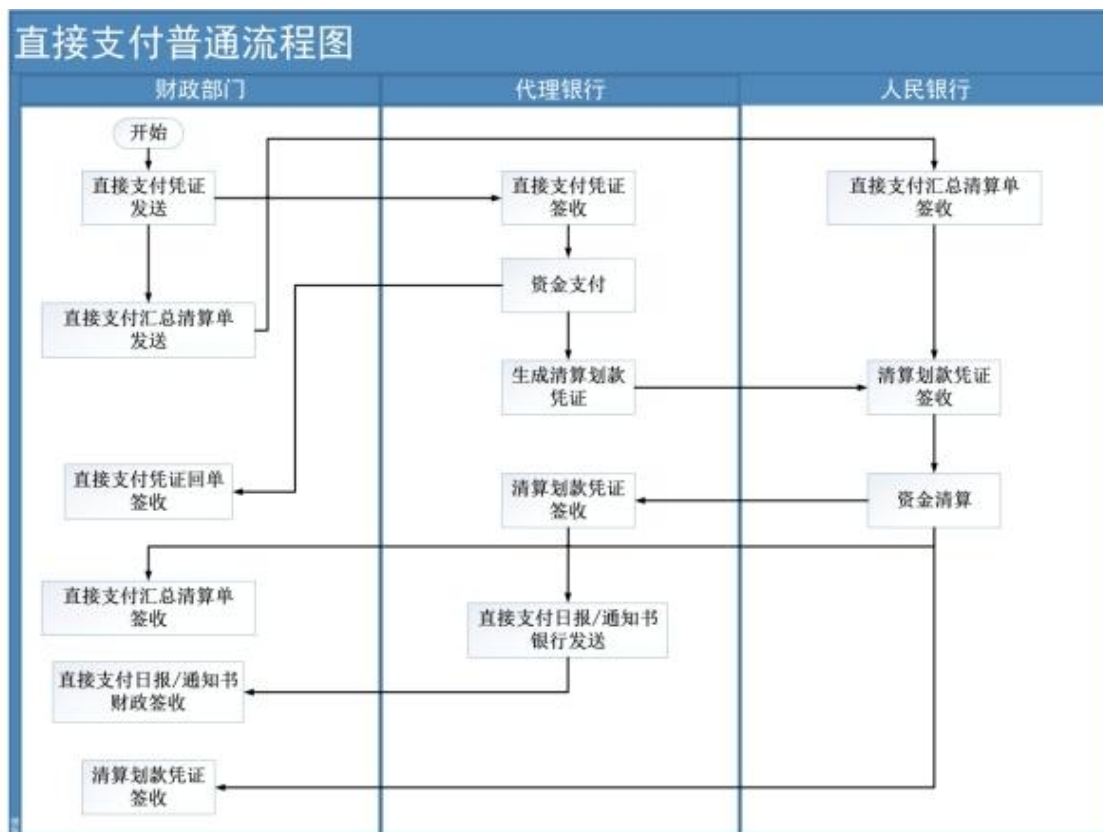 直接支付普通流程图
财政部门
代理银行
人民银行
开始
直接支付凭证
发送
直接支付凭证
签收
直接支付汇总清算单
签收
资金支付
直接支付汇总清算单
发送
生成清算划款
凭证
清算划款凭证
签收
直接支付凭证回单
签收
清算划款凭证
签收
资金清算
直接支付汇总清算单
签收
直接支付日报/通知书
银行发送
直接支付日报/通知书
财政签收
清算划款凭证
签收